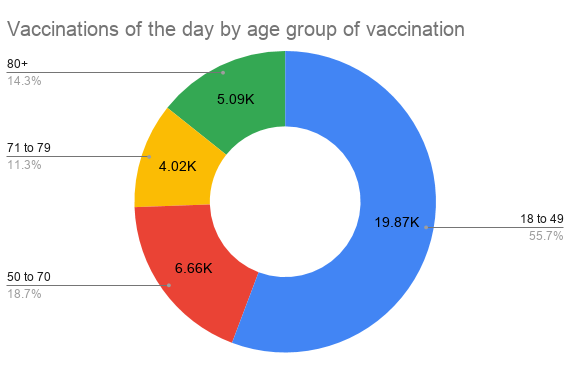 Vaccinations of the day by age group of vaccination
80+
14.3%
5.09K
71 to 79
11.3%
4.02K
19.87K
18 to 49
55.7%
6.66K
50 to 70
18.7%